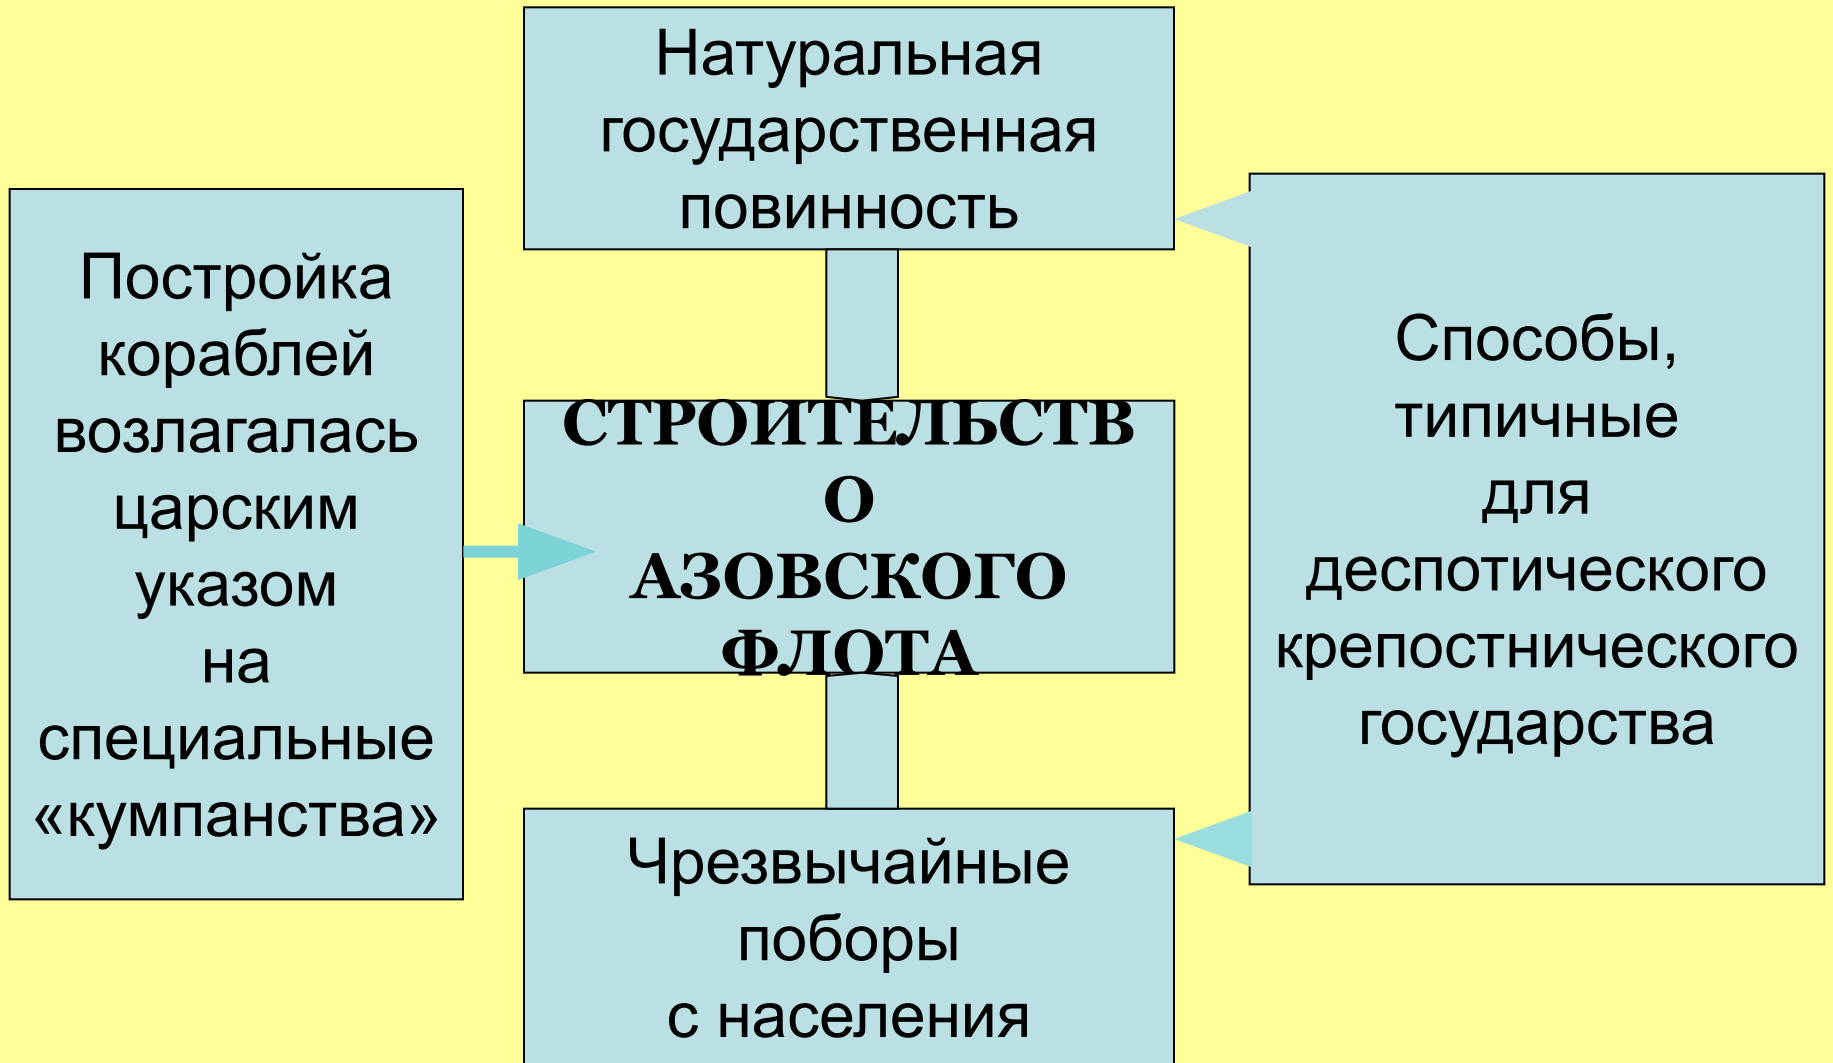 Натуральная
государственная
повинность
Постройка
кораблей
возлагалась
царским
указом
на
специальные
«кумпанства»
СТРОИТЕЛЬСТВ
О
АЗОВСКОГО
ФЛОТА
Способы,
типичные
для
деспотического
крепостнического
государства
Чрезвычайные
поборы
с населения